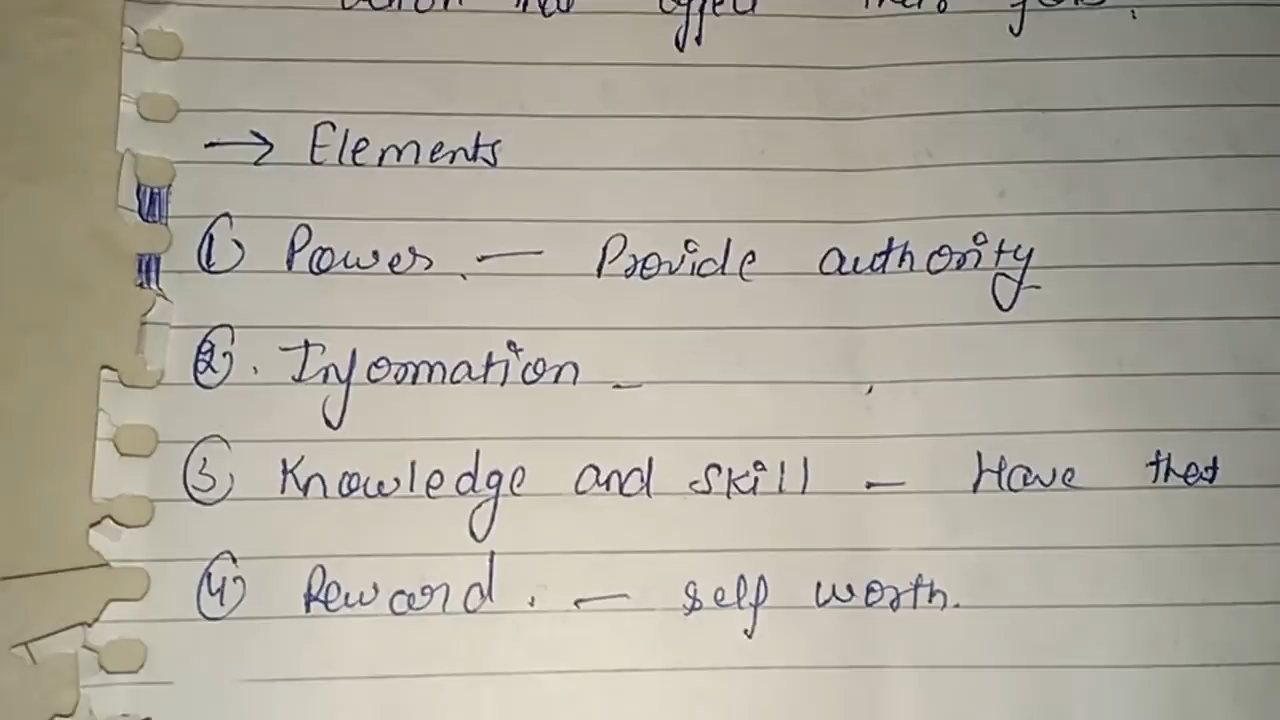 → Elements
① Power. — Provide authority
②. Information -
③ Knowledge and skill - Have that
④ Reward. - self worth.